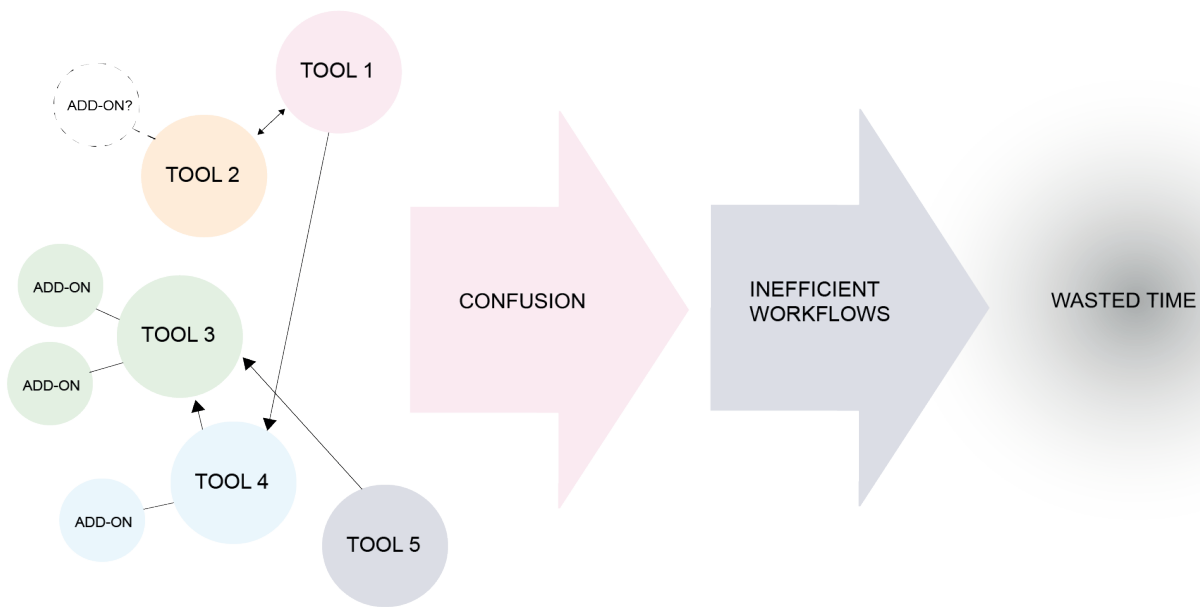 TOOL 1
ADD-ON?
TOOL 2
ADD-ON
TOOL 3
ADD-ON
TOOL 4
ADD-ON
TOOL 5
CONFUSION
INEFFICIENT
WORKFLOWS
WASTED TIME